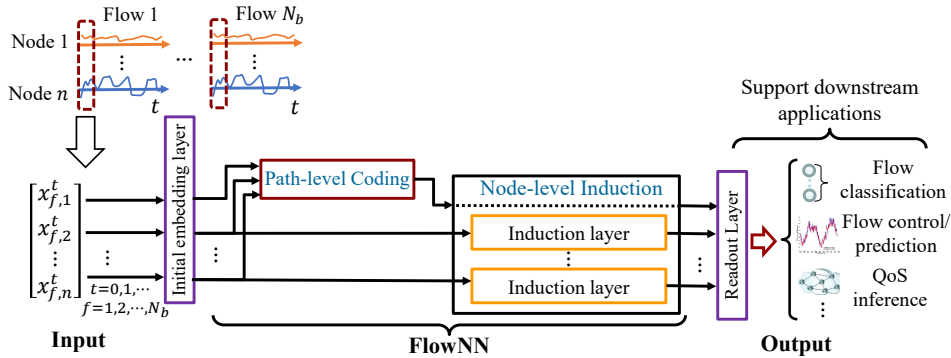 Flow 1
Flow N_b
Node 1
⋮
⋯
⋮
Node n
t
t
Support downstream
applications
Initial embedding layer
Path-level Coding
Node-level Induction
Readout Layer
Flow
classification
[x^t_{f,1}
x^t_{f,2}
⋮ ⋮
x^t_{f,n}]
⋮
⋮
Induction layer
⋮
Induction layer
⋮
Flow control/
prediction
QoS
inference
⋮
t=0,1,⋯
f=1,2,⋯,N_b
Input
FlowNN
Output